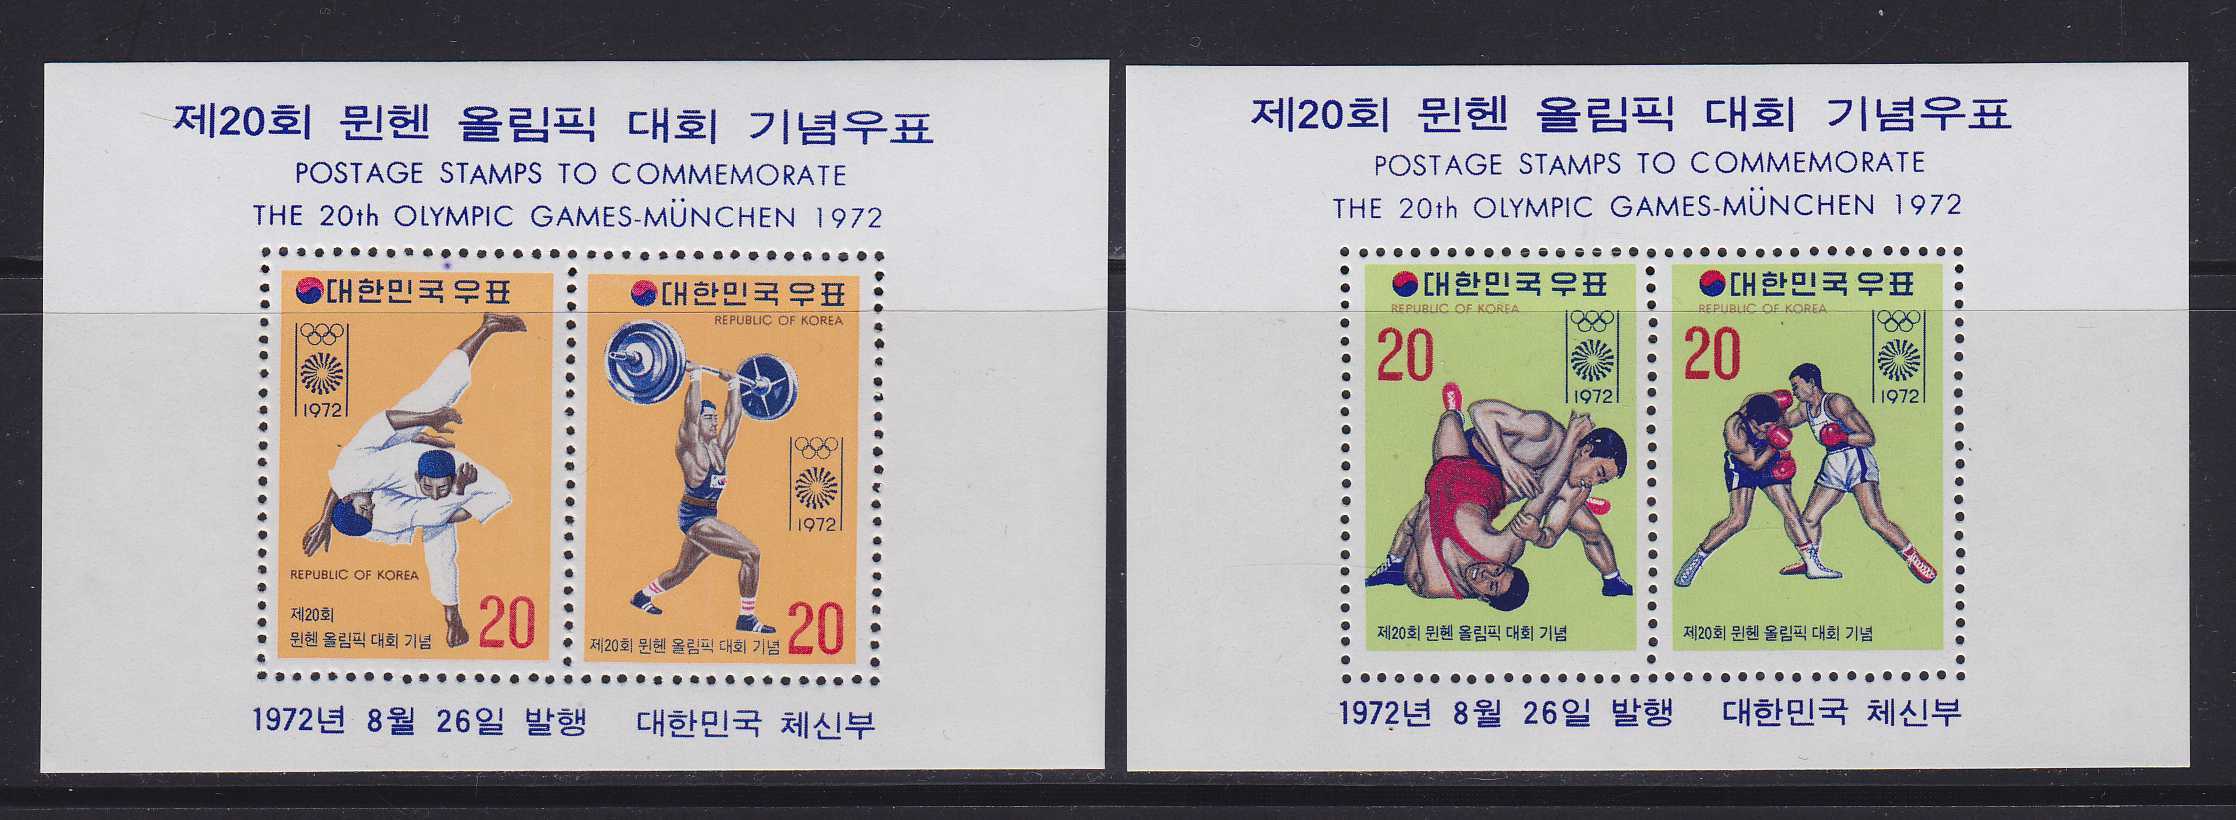 제20회 뮌헨 올림픽 대회 기념우표
POSTAGE STAMPS TO COMMEMORATE
THE 20th OLYMPIC GAMES-MÜNCHEN 1972
대한민국우표
1972
REPUBLIC OF KOREA
제20회
뮌헨 올림픽 대회 기념
20
대한민국우표
REPUBLIC OF KOREA
1972
제20회 뮌헨 올림픽 대회 기념
20
1972년 8월 26일 발행 대한민국 체신부
제20회 뮌헨 올림픽 대회 기념우표
POSTAGE STAMPS TO COMMEMORATE
THE 20th OLYMPIC GAMES-MÜNCHEN 1972
대한민국우표
REPUBLIC OF KOREA
20
1972
제20회 뮌헨 올림픽 대회 기념
대한민국우표
REPUBLIC OF KOREA
20
1972
제20회 뮌헨 올림픽 대회 기념
1972년 8월 26일 발행 대한민국 체신부